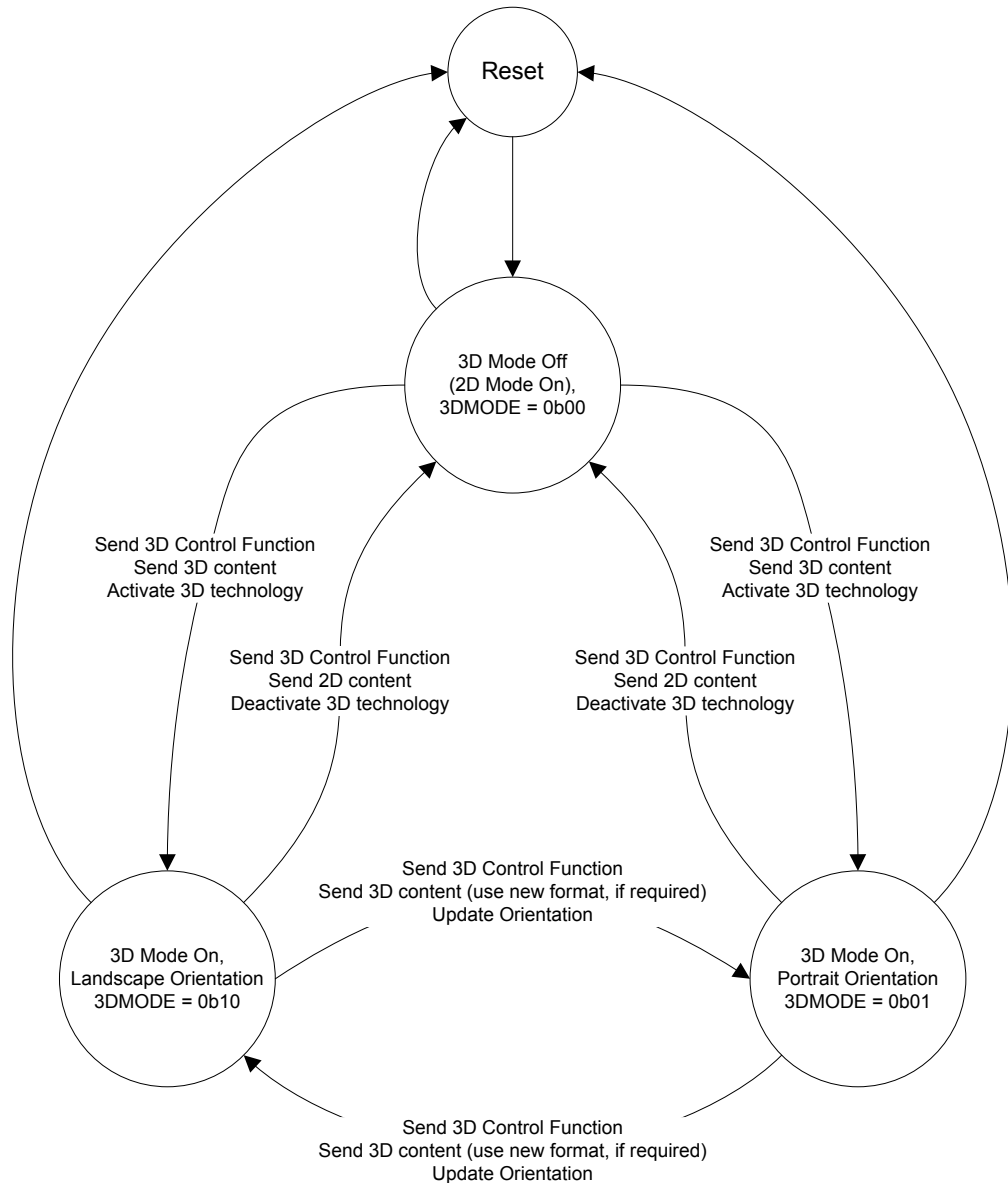 Reset
3D Mode Off
(2D Mode On),
3DMODE = 0b00
Send 3D Control Function
Send 3D content
Activate 3D technology
Send 3D Control Function
Send 3D content
Activate 3D technology
Send 3D Control Function
Send 2D content
Deactivate 3D technology
Send 3D Control Function
Send 2D content
Deactivate 3D technology
Send 3D Control Function
Send 3D content (use new format, if required)
Update Orientation
3D Mode On,
Landscape Orientation
3DMODE = 0b10
3D Mode On,
Portrait Orientation
3DMODE = 0b01
Send 3D Control Function
Send 3D content (use new format, if required)
Update Orientation